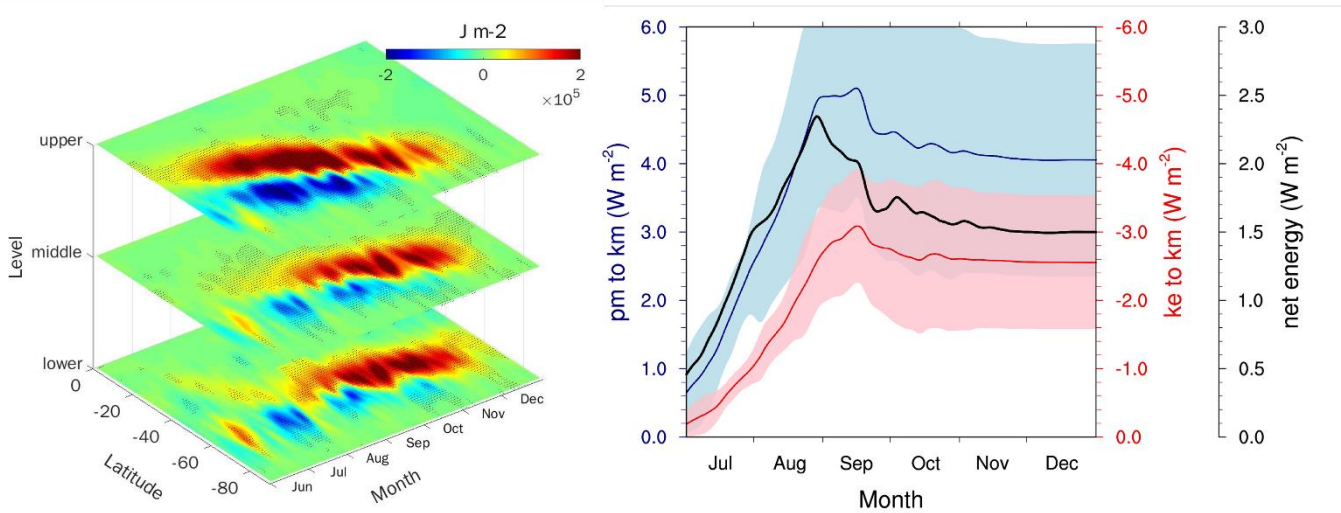 J m-2
-2
0
2
×10⁵
upper
middle
lower
Level
0
-20
-40
-60
-80
Latitude
Jun
Jul
Aug
Sep
Oct
Nov
Dec
Month
6.0
5.0
4.0
3.0
2.0
1.0
0.0
pm to km (W m⁻²)
Jul
Aug
Sep
Oct
Nov
Dec
Month
-6.0
-5.0
-4.0
-3.0
-2.0
-1.0
-0.0
ke to km (W m⁻²)
3.0
2.5
2.0
1.5
1.0
0.5
0.0
net energy (W m⁻²)